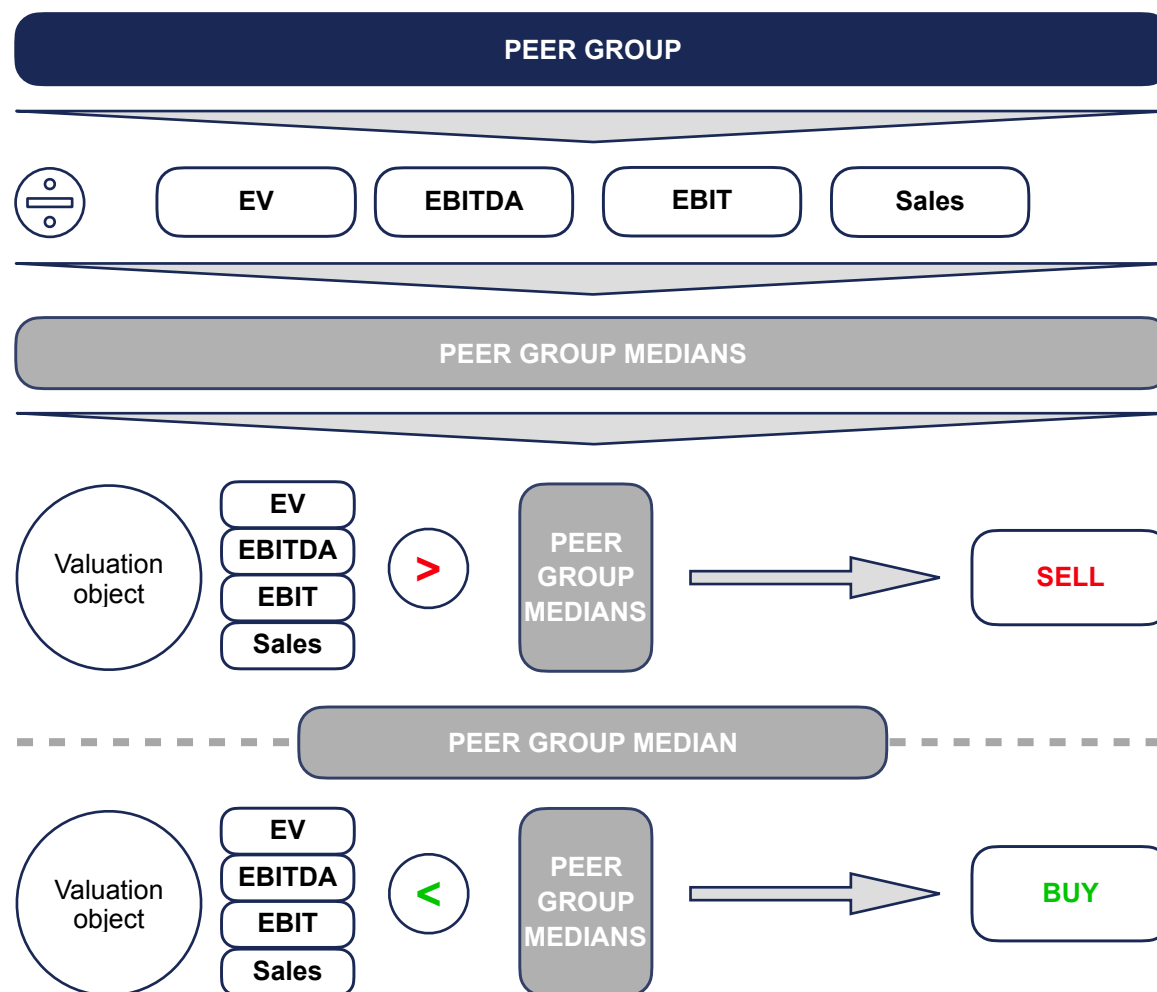 PEER GROUP
EV
EBITDA
EBIT
Sales
PEER GROUP MEDIANS
Valuation
object
EV
EBITDA
EBIT
Sales
>
PEER
GROUP
MEDIANS
SELL
PEER GROUP MEDIAN
Valuation
object
EV
EBITDA
EBIT
Sales
<
PEER
GROUP
MEDIANS
BUY